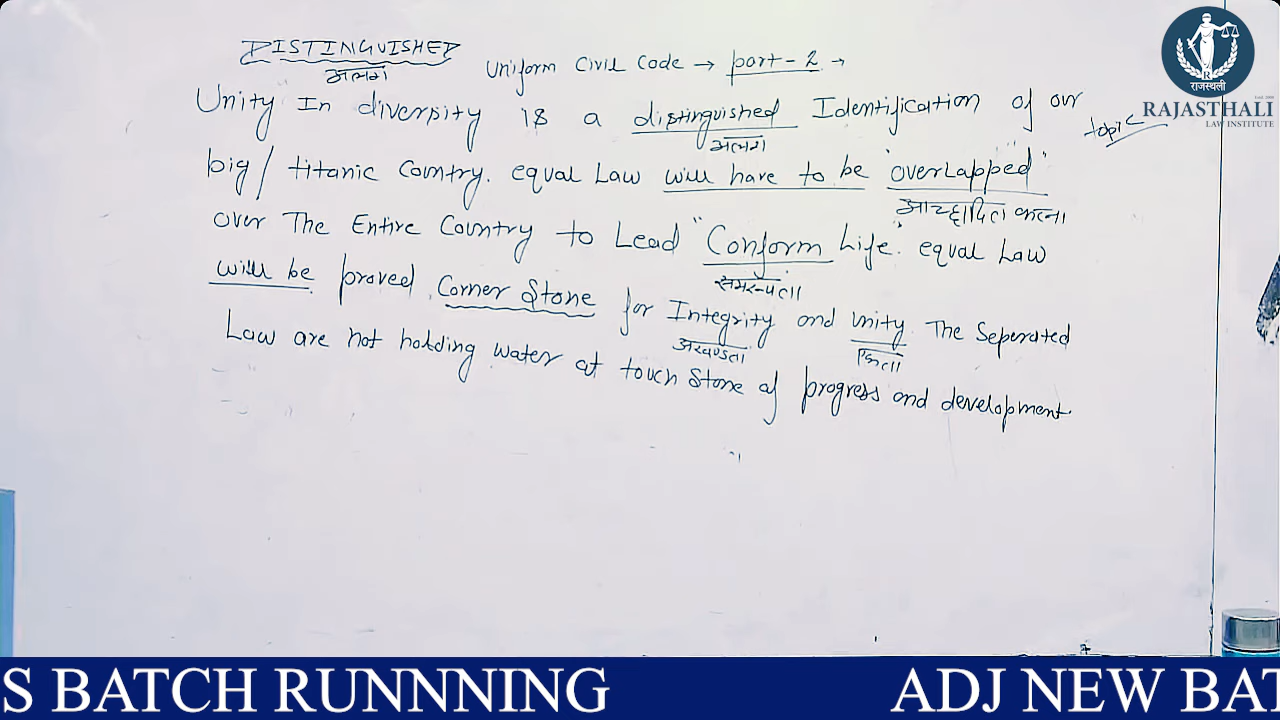 DISTINGUISHED
अलग
Uniform Civil Code → part - 2 →
Unity In diversity is a distinguished Identification of our
topic
अलग
big / titanic Country. equal Law will have to be "overlapped"
आच्छादित करना
over The Entire Country to Lead "Conform Life". equal Law
समरूपता
will be proved Corner Stone for Integrity and unity. The Seperated
अखण्डता एकता
Law are not holding water at touch Stone of progress and development.
राजस्थली
RAJASTHALI
LAW INSTITUTE
S BATCH RUNNNING ADJ NEW BAT